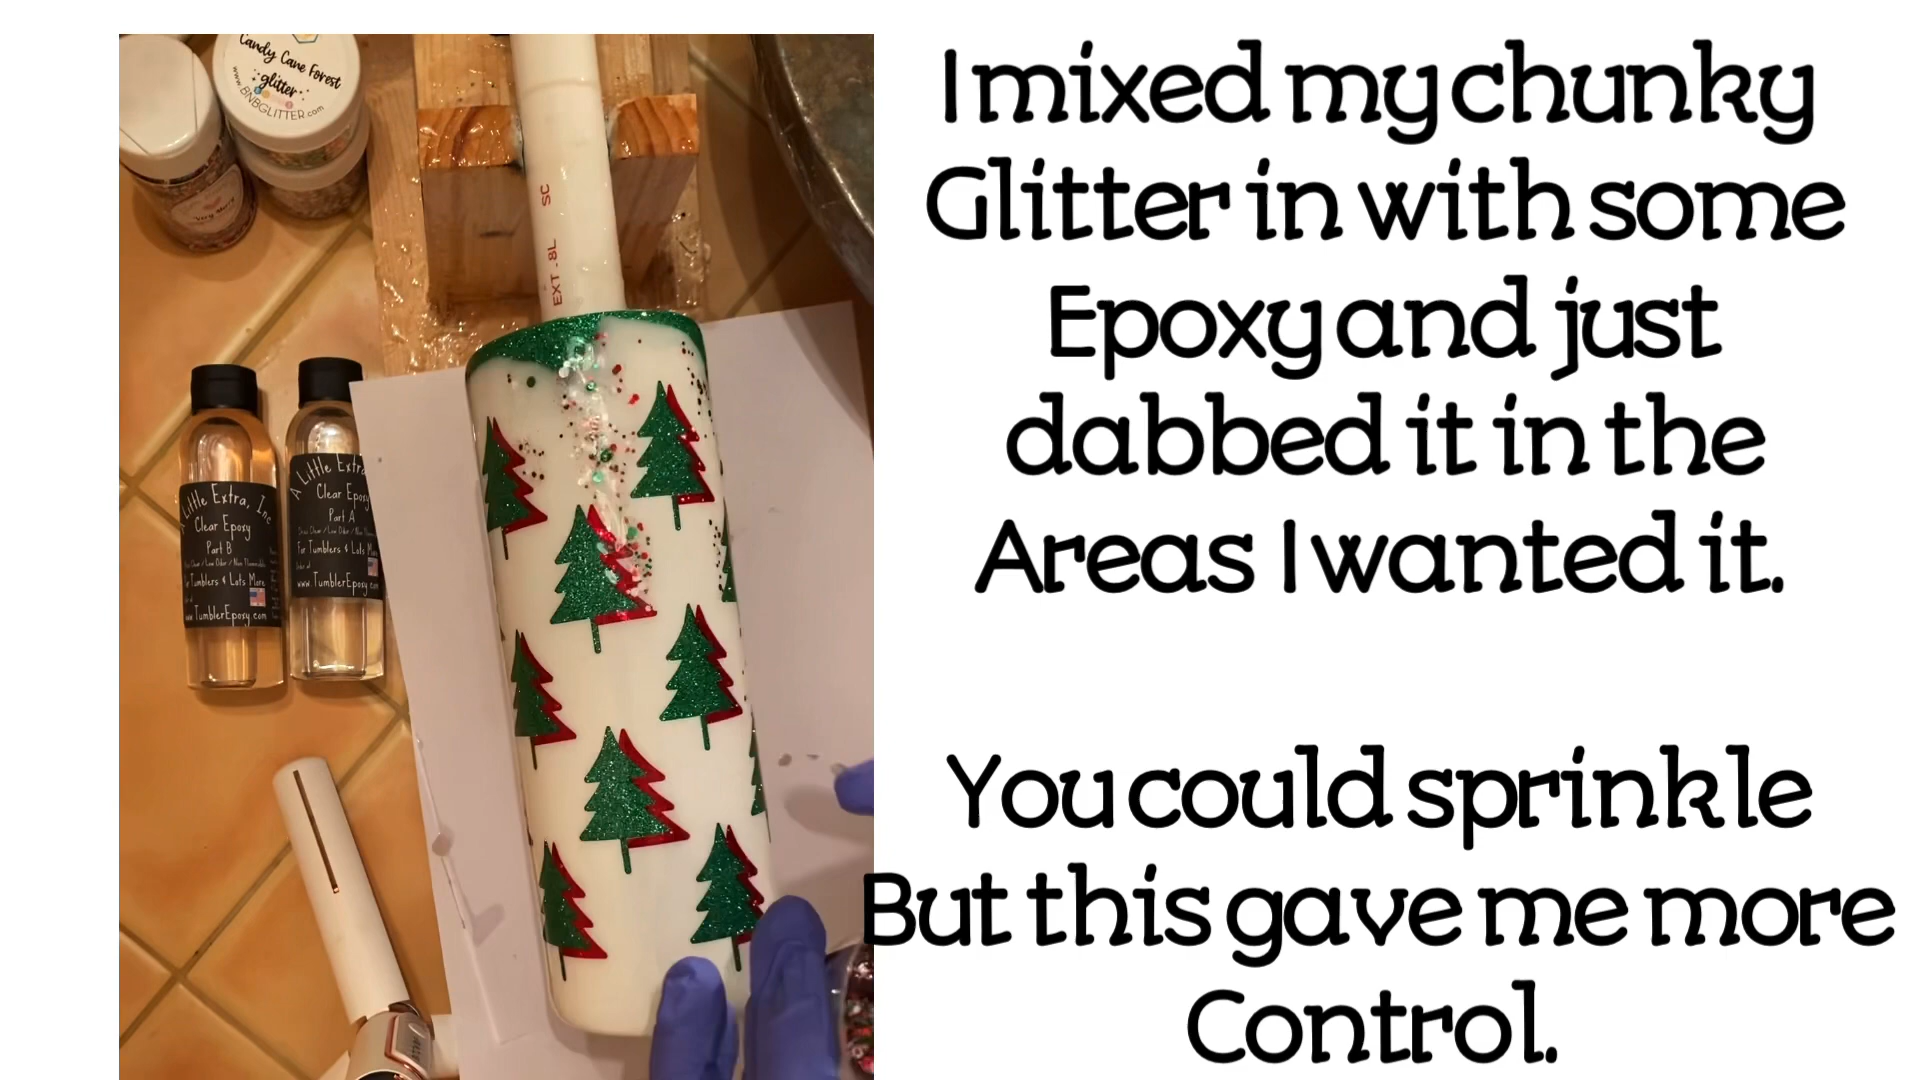 Candy Cane Forest
glitter
www.BNBGLITTER.com
"Very Merry
SC
EXT .8L
A Little Extra, Inc
Clear Epoxy
Part B
For Tumblers & Lots More
www.TumblerEpoxy.com
A Little Extra
Clear Epoxy
Part A
For Tumblers & Lots M
www.TumblerEpoxy.com
I mixed my chunky
Glitter in with some
Epoxy and just
dabbed it in the
Areas I wanted it.
You could sprinkle
But this gave me more
Control.